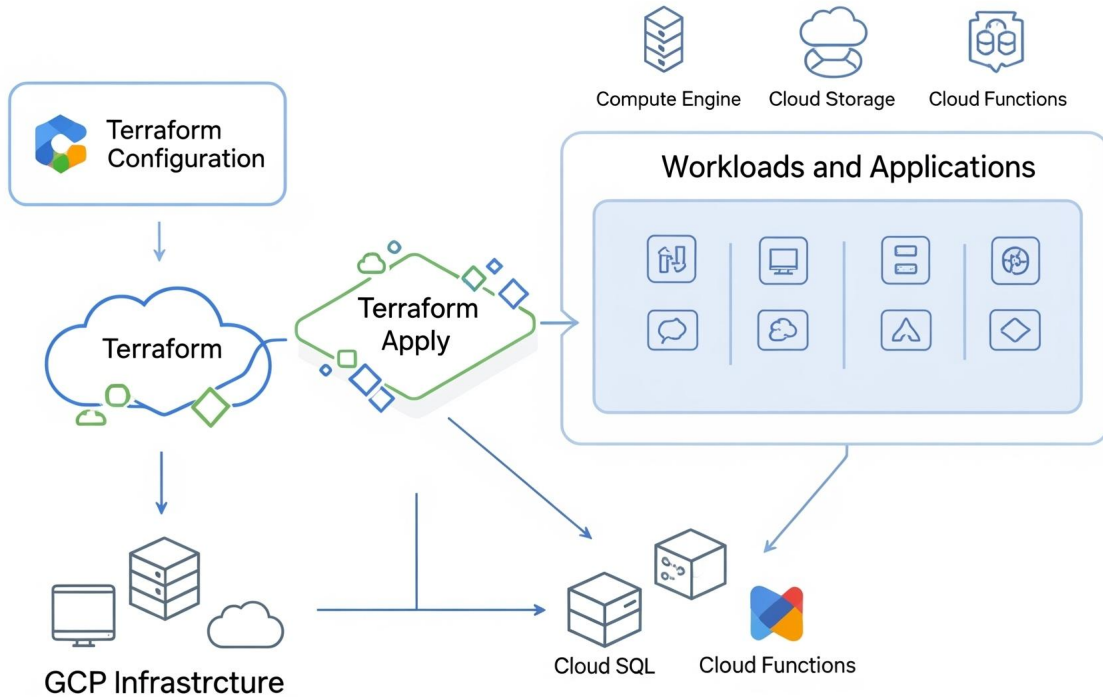 Compute Engine
Cloud Storage
Cloud Functions
Terraform
Configuration
Workloads and Applications
Terraform
Terraform
Apply
GCP Infrastrcture
Cloud SQL
Cloud Functions